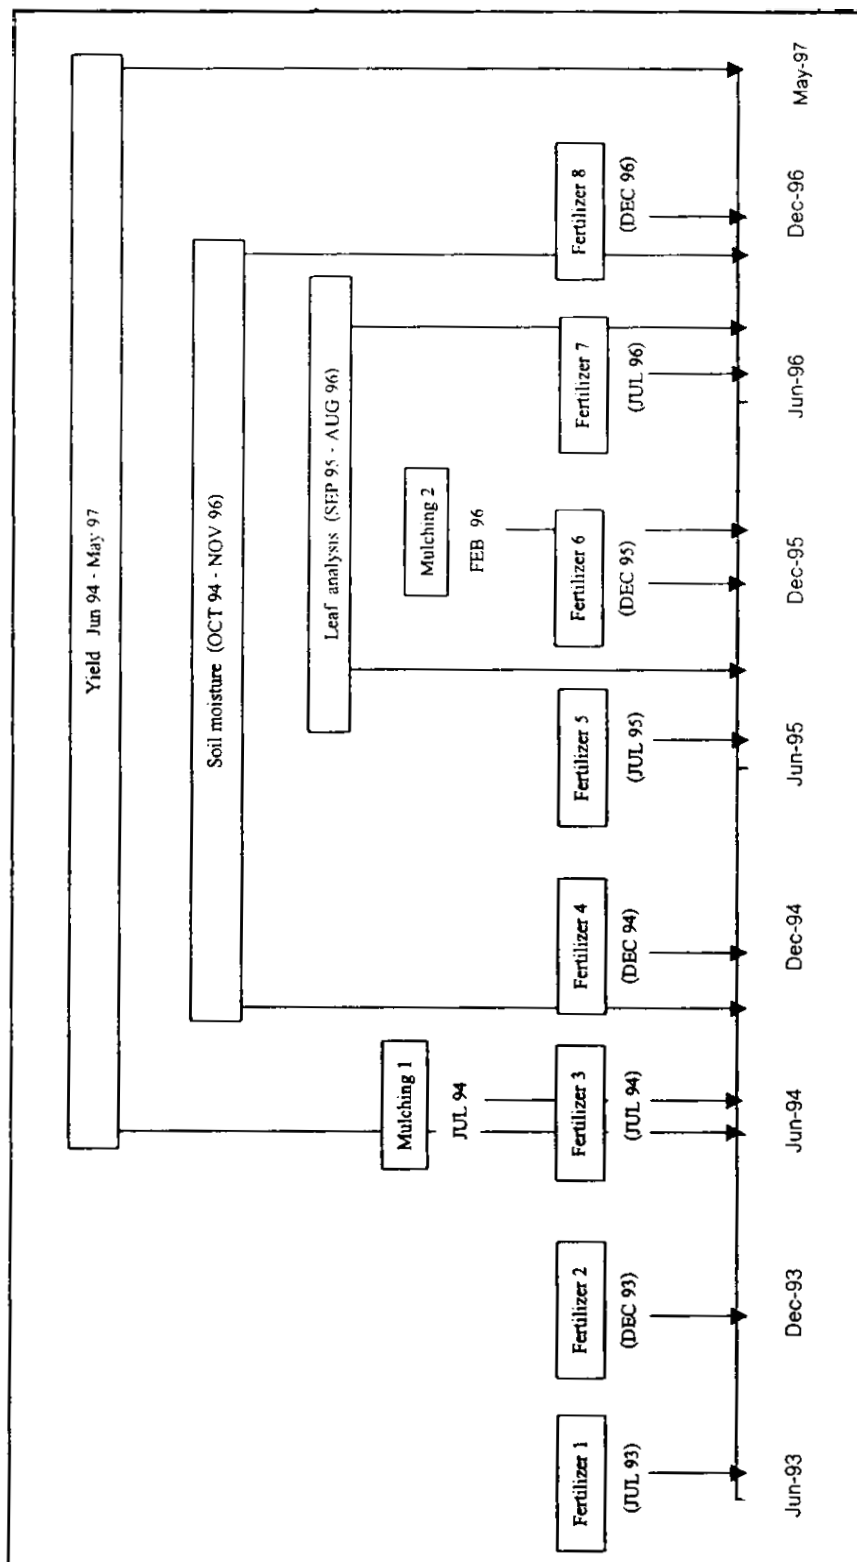 Yield Jun 94 - May 97
Soil moisture (OCT 94 - NOV 96)
Leaf analysis (SEP 95 - AUG 96)
Mulching 1
JUL 94
Mulching 2
FEB 96
Fertilizer 1
(JUL 93)
Fertilizer 2
(DEC 93)
Fertilizer 3
(JUL 94)
Fertilizer 4
(DEC 94)
Fertilizer 5
(JUL 95)
Fertilizer 6
(DEC 95)
Fertilizer 7
(JUL 96)
Fertilizer 8
(DEC 96)
Jun-93
Dec-93
Jun-94
Dec-94
Jun-95
Dec-95
Jun-96
Dec-96
May-97